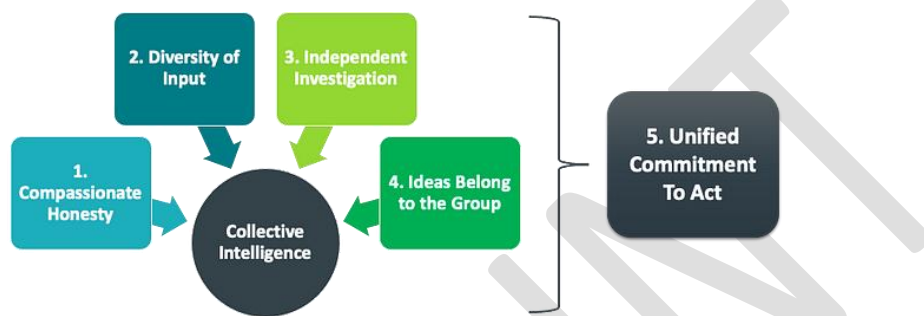 1.
Compassionate
Honesty
2. Diversity of
Input
3. Independent
Investigation
4. Ideas Belong
to the Group
Collective
Intelligence
5. Unified
Commitment
To Act